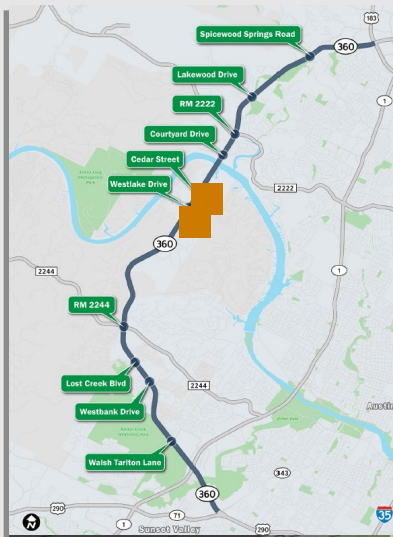 183
Spicewood Springs Road
360
Lakewood Drive
1
RM 2222
Courtyard Drive
Cedar Street
Westlake Drive
2222
360
2244
1
RM 2244
Lost Creek Blvd
2244
Westbank Drive
Austin
Walsh Tarlton Lane
343
360
290
71
35
1
Sunset Valley
290